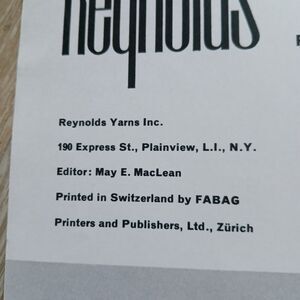 Reynolds
Reynolds Yarns Inc.
190 Express St., Plainview, L.I., N.Y.
Editor: May E. MacLean
Printed in Switzerland by FABAG
Printers and Publishers, Ltd., Zürich